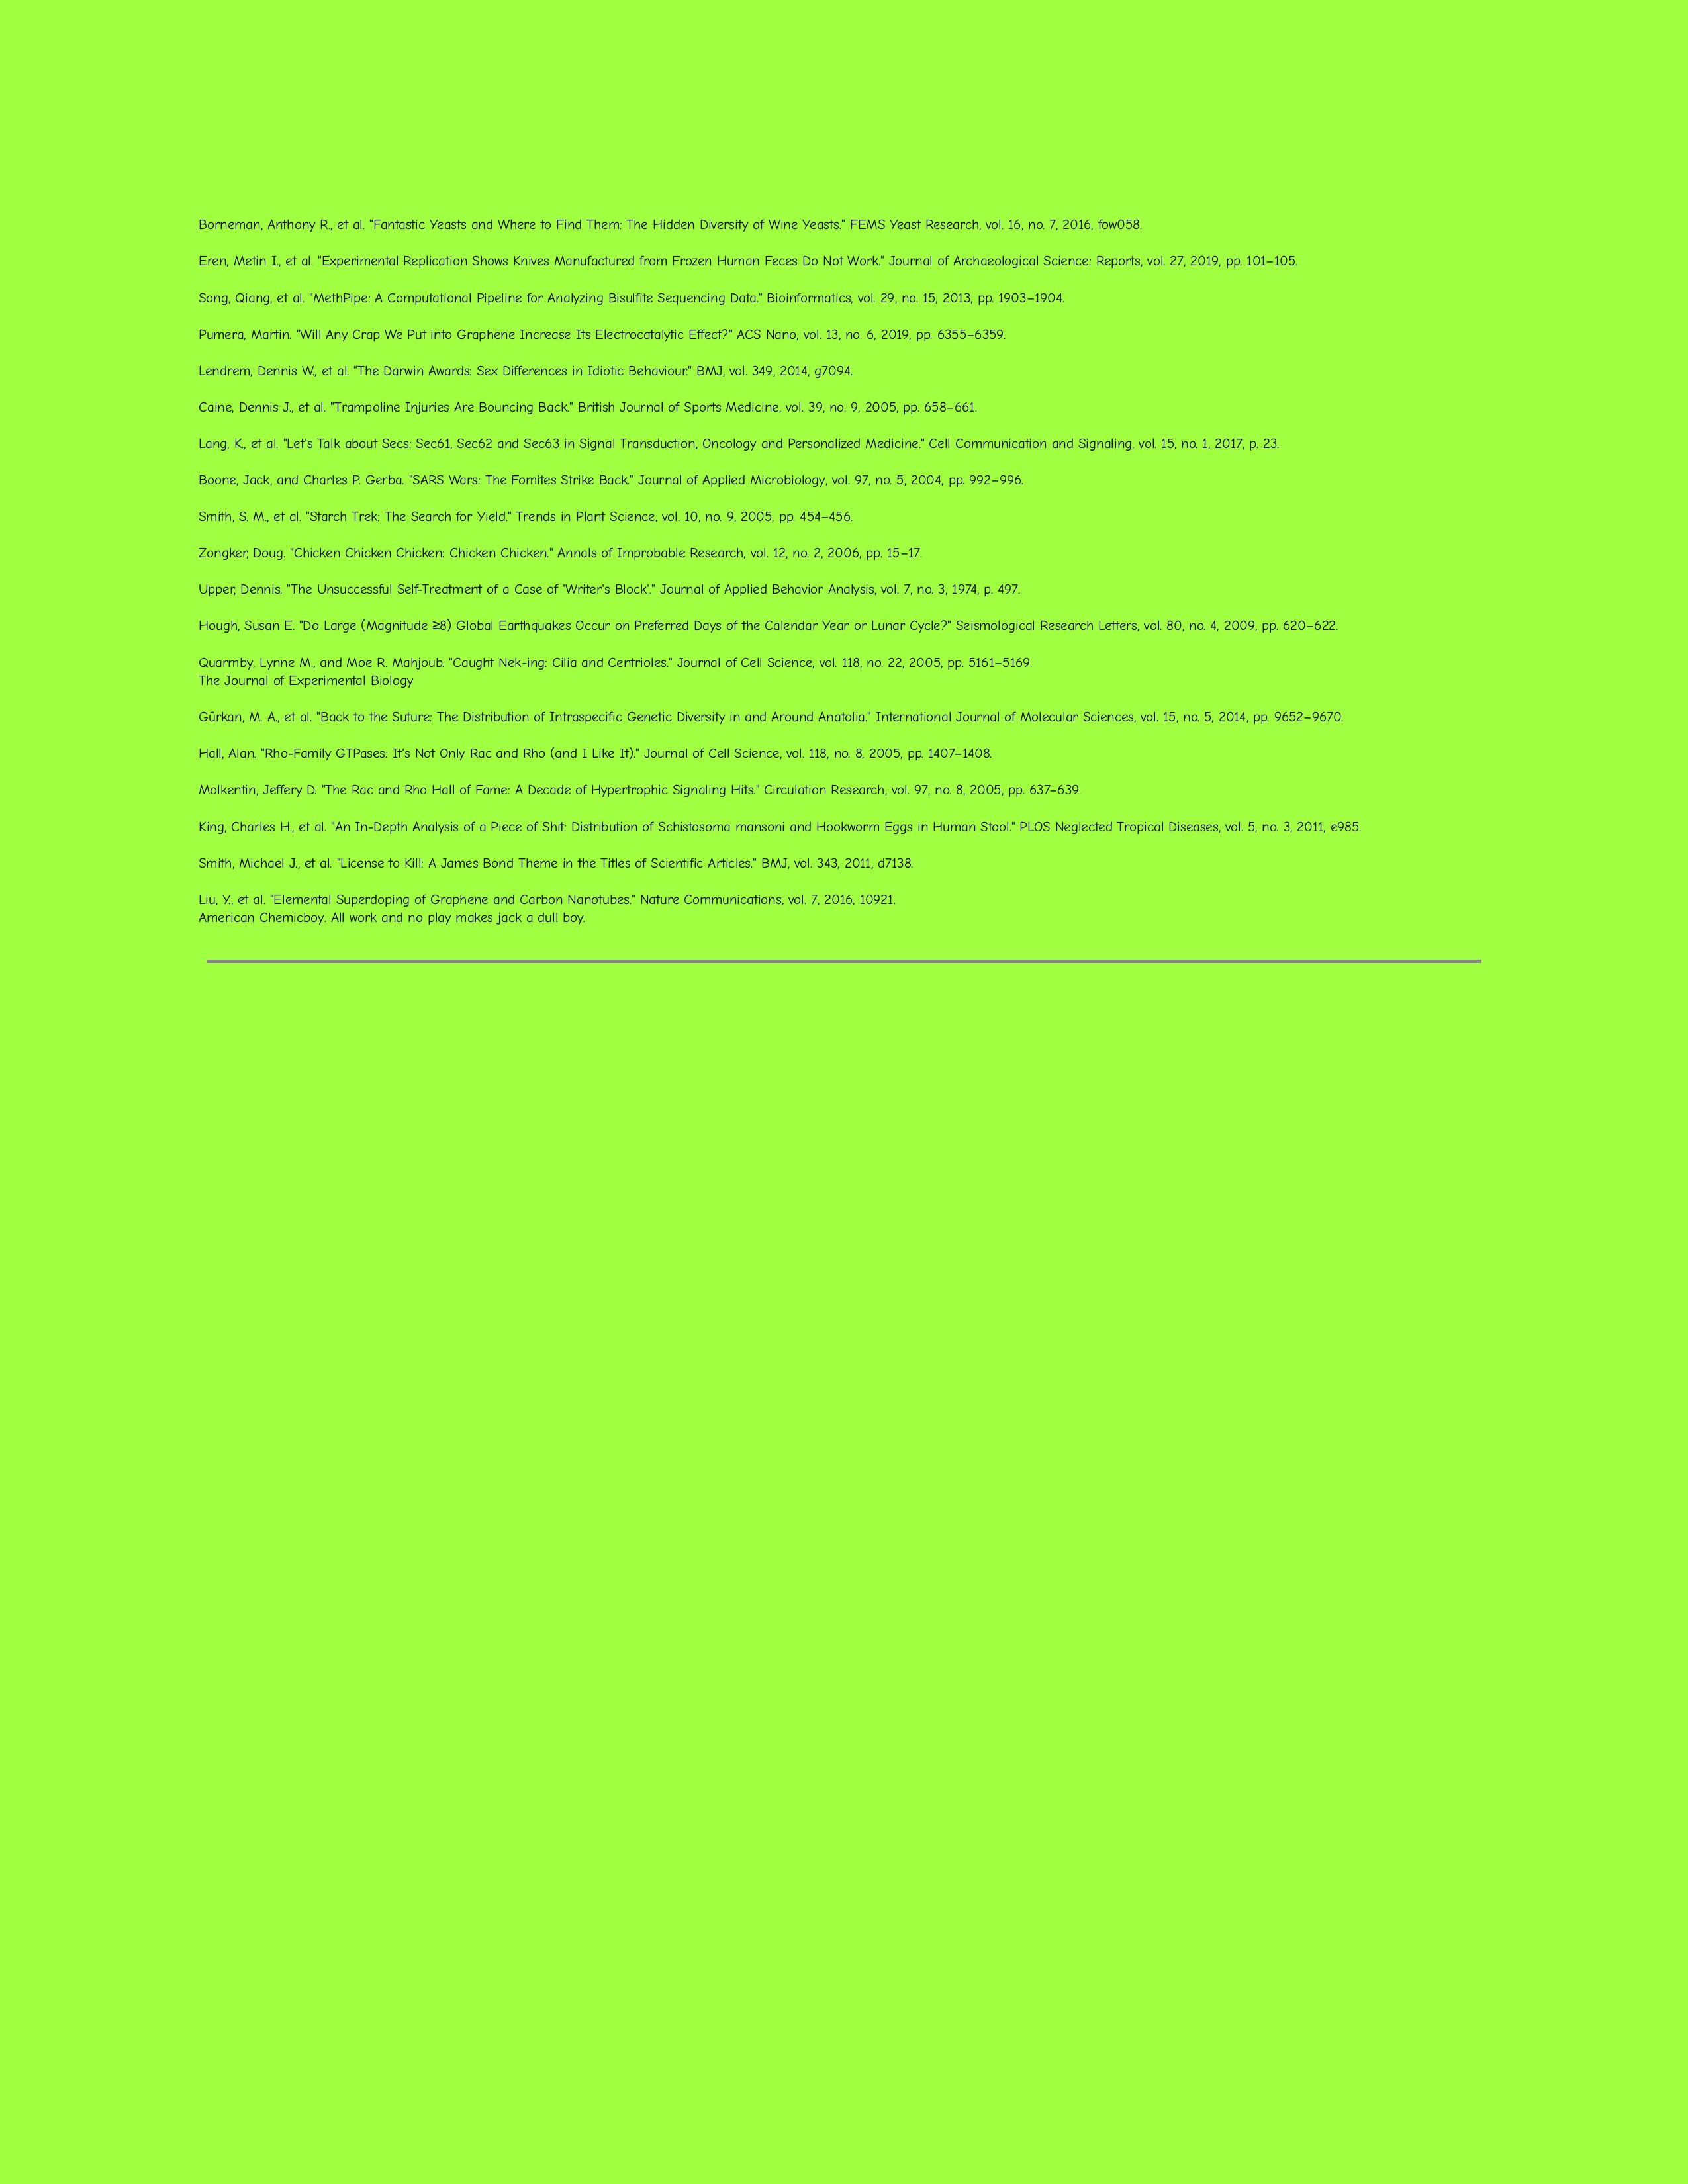 Borneman, Anthony R., et al. "Fantastic Yeasts and Where to Find Them: The Hidden Diversity of Wine Yeasts." FEMS Yeast Research, vol. 16, no. 7, 2016, fow058.
Eren, Metin I., et al. "Experimental Replication Shows Knives Manufactured from Frozen Human Feces Do Not Work." Journal of Archaeological Science: Reports, vol. 27, 2019, pp. 101–105.
Song, Qiang, et al. "MethPipe: A Computational Pipeline for Analyzing Bisulfite Sequencing Data." Bioinformatics, vol. 29, no. 15, 2013, pp. 1903–1904.
Pumera, Martin. "Will Any Crap We Put into Graphene Increase Its Electrocatalytic Effect?" ACS Nano, vol. 13, no. 6, 2019, pp. 6355–6359.
Lendrem, Dennis W., et al. "The Darwin Awards: Sex Differences in Idiotic Behaviour." BMJ, vol. 349, 2014, g7094.
Caine, Dennis J., et al. "Trampoline Injuries Are Bouncing Back." British Journal of Sports Medicine, vol. 39, no. 9, 2005, pp. 658–661.
Lang, K., et al. "Let's Talk about Secs: Sec61, Sec62 and Sec63 in Signal Transduction, Oncology and Personalized Medicine." Cell Communication and Signaling, vol. 15, no. 1, 2017, p. 23.
Boone, Jack, and Charles P. Gerba. "SARS Wars: The Fomites Strike Back." Journal of Applied Microbiology, vol. 97, no. 5, 2004, pp. 992–996.
Smith, S. M., et al. "Starch Trek: The Search for Yield." Trends in Plant Science, vol. 10, no. 9, 2005, pp. 454–456.
Zongker, Doug. "Chicken Chicken Chicken: Chicken Chicken." Annals of Improbable Research, vol. 12, no. 2, 2006, pp. 15–17.
Upper, Dennis. "The Unsuccessful Self-Treatment of a Case of 'Writer's Block'." Journal of Applied Behavior Analysis, vol. 7, no. 3, 1974, p. 497.
Hough, Susan E. "Do Large (Magnitude ≥8) Global Earthquakes Occur on Preferred Days of the Calendar Year or Lunar Cycle?" Seismological Research Letters, vol. 80, no. 4, 2009, pp. 620–622.
Quarmby, Lynne M., and Moe R. Mahjoub. "Caught Nek-ing: Cilia and Centrioles." Journal of Cell Science, vol. 118, no. 22, 2005, pp. 5161–5169.
The Journal of Experimental Biology
Gürkan, M. A., et al. "Back to the Suture: The Distribution of Intraspecific Genetic Diversity in and Around Anatolia." International Journal of Molecular Sciences, vol. 15, no. 5, 2014, pp. 9652–9670.
Hall, Alan. "Rho-Family GTPases: It's Not Only Rac and Rho (and I Like It)." Journal of Cell Science, vol. 118, no. 8, 2005, pp. 1407–1408.
Molkentin, Jeffery D. "The Rac and Rho Hall of Fame: A Decade of Hypertrophic Signaling Hits." Circulation Research, vol. 97, no. 8, 2005, pp. 637–639.
King, Charles H., et al. "An In-Depth Analysis of a Piece of Shit: Distribution of Schistosoma mansoni and Hookworm Eggs in Human Stool." PLOS Neglected Tropical Diseases, vol. 5, no. 3, 2011, e985.
Smith, Michael J., et al. "License to Kill: A James Bond Theme in the Titles of Scientific Articles." BMJ, vol. 343, 2011, d7138.
Liu, Y., et al. "Elemental Superdoping of Graphene and Carbon Nanotubes." Nature Communications, vol. 7, 2016, 10921.
American Chemicboy. All work and no play makes jack a dull boy.